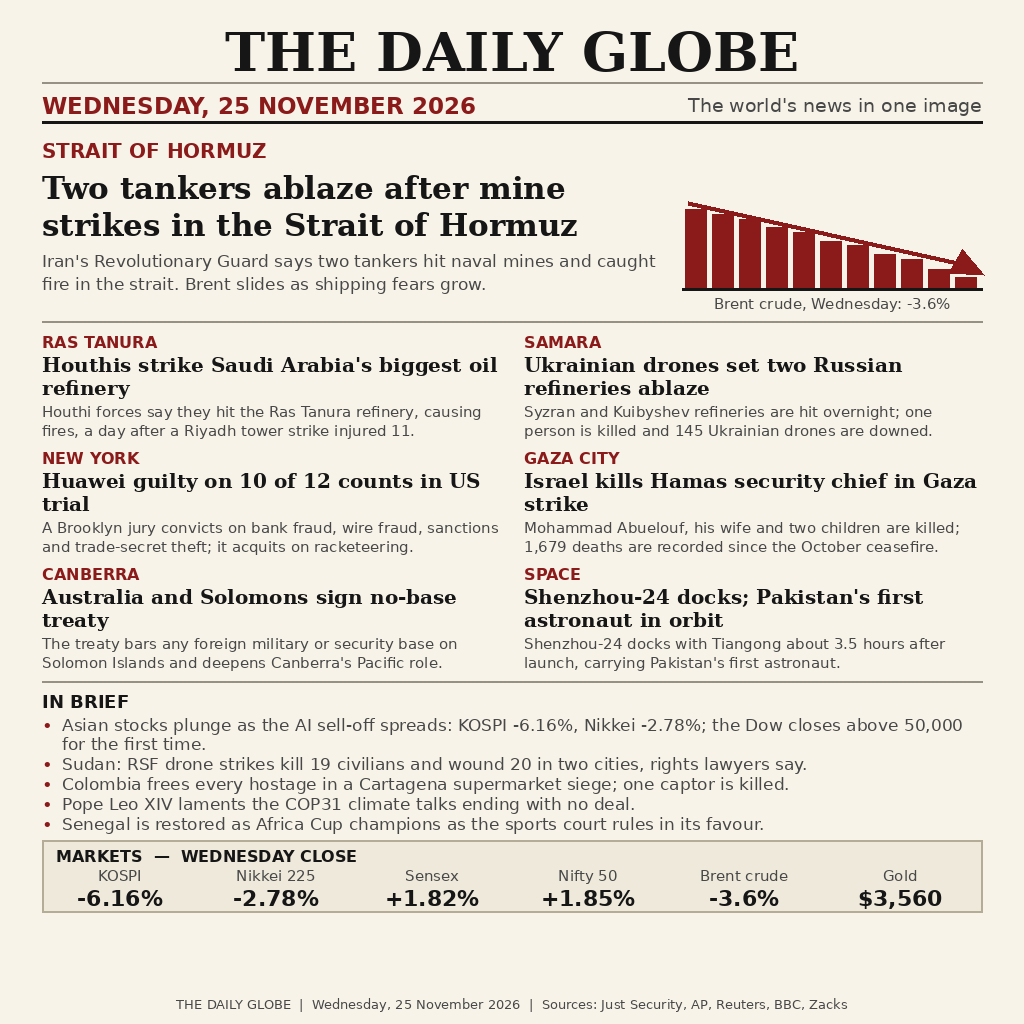 THE DAILY GLOBE
WEDNESDAY, 25 NOVEMBER 2026
The world's news in one image
STRAIT OF HORMUZ
Two tankers ablaze after mine
strikes in the Strait of Hormuz
Iran's Revolutionary Guard says two tankers hit naval mines and caught
fire in the strait. Brent slides as shipping fears grow.
Brent crude, Wednesday: -3.6%
RAS TANURA
Houthis strike Saudi Arabia's biggest oil
refinery
Houthi forces say they hit the Ras Tanura refinery, causing
fires, a day after a Riyadh tower strike injured 11.
SAMARA
Ukrainian drones set two Russian
refineries ablaze
Syzran and Kuibyshev refineries are hit overnight; one
person is killed and 145 Ukrainian drones are downed.
NEW YORK
Huawei guilty on 10 of 12 counts in US
trial
A Brooklyn jury convicts on bank fraud, wire fraud, sanctions
and trade-secret theft; it acquits on racketeering.
GAZA CITY
Israel kills Hamas security chief in Gaza
strike
Mohammad Abuelouf, his wife and two children are killed;
1,679 deaths are recorded since the October ceasefire.
CANBERRA
Australia and Solomons sign no-base
treaty
The treaty bars any foreign military or security base on
Solomon Islands and deepens Canberra's Pacific role.
SPACE
Shenzhou-24 docks; Pakistan's first
astronaut in orbit
Shenzhou-24 docks with Tiangong about 3.5 hours after
launch, carrying Pakistan's first astronaut.
IN BRIEF
• Asian stocks plunge as the AI sell-off spreads: KOSPI -6.16%, Nikkei -2.78%; the Dow closes above 50,000
for the first time.
• Sudan: RSF drone strikes kill 19 civilians and wound 20 in two cities, rights lawyers say.
• Colombia frees every hostage in a Cartagena supermarket siege; one captor is killed.
• Pope Leo XIV laments the COP31 climate talks ending with no deal.
• Senegal is restored as Africa Cup champions as the sports court rules in its favour.
MARKETS — WEDNESDAY CLOSE
KOSPI Nikkei 225 Sensex Nifty 50 Brent crude Gold
-6.16% -2.78% +1.82% +1.85% -3.6% $3,560
THE DAILY GLOBE | Wednesday, 25 November 2026 | Sources: Just Security, AP, Reuters, BBC, Zacks